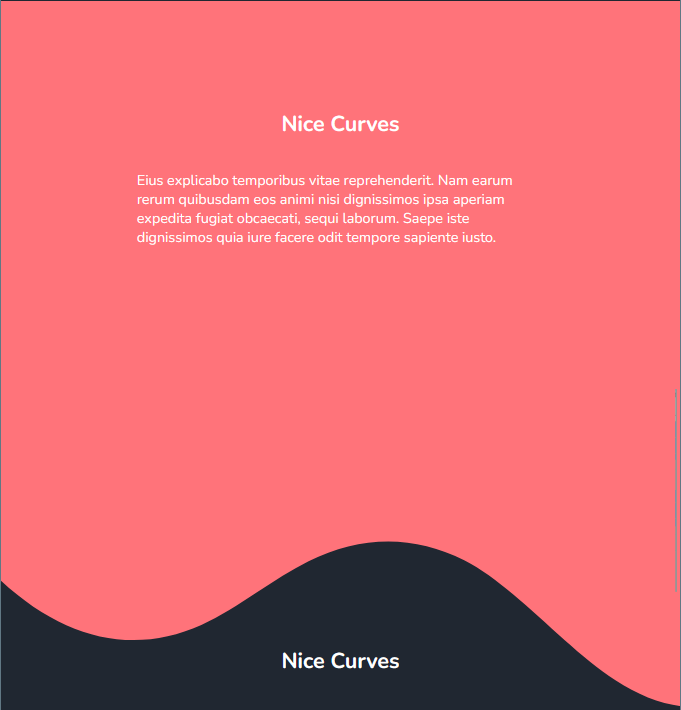 Nice Curves
Eius explicabo temporibus vitae reprehenderit. Nam earum
rerum quibusdam eos animi nisi dignissimos ipsa aperiam
expedita fugiat obcaecati, sequi laborum. Saepe iste
dignissimos quia iure facere odit tempore sapiente iusto.
Nice Curves